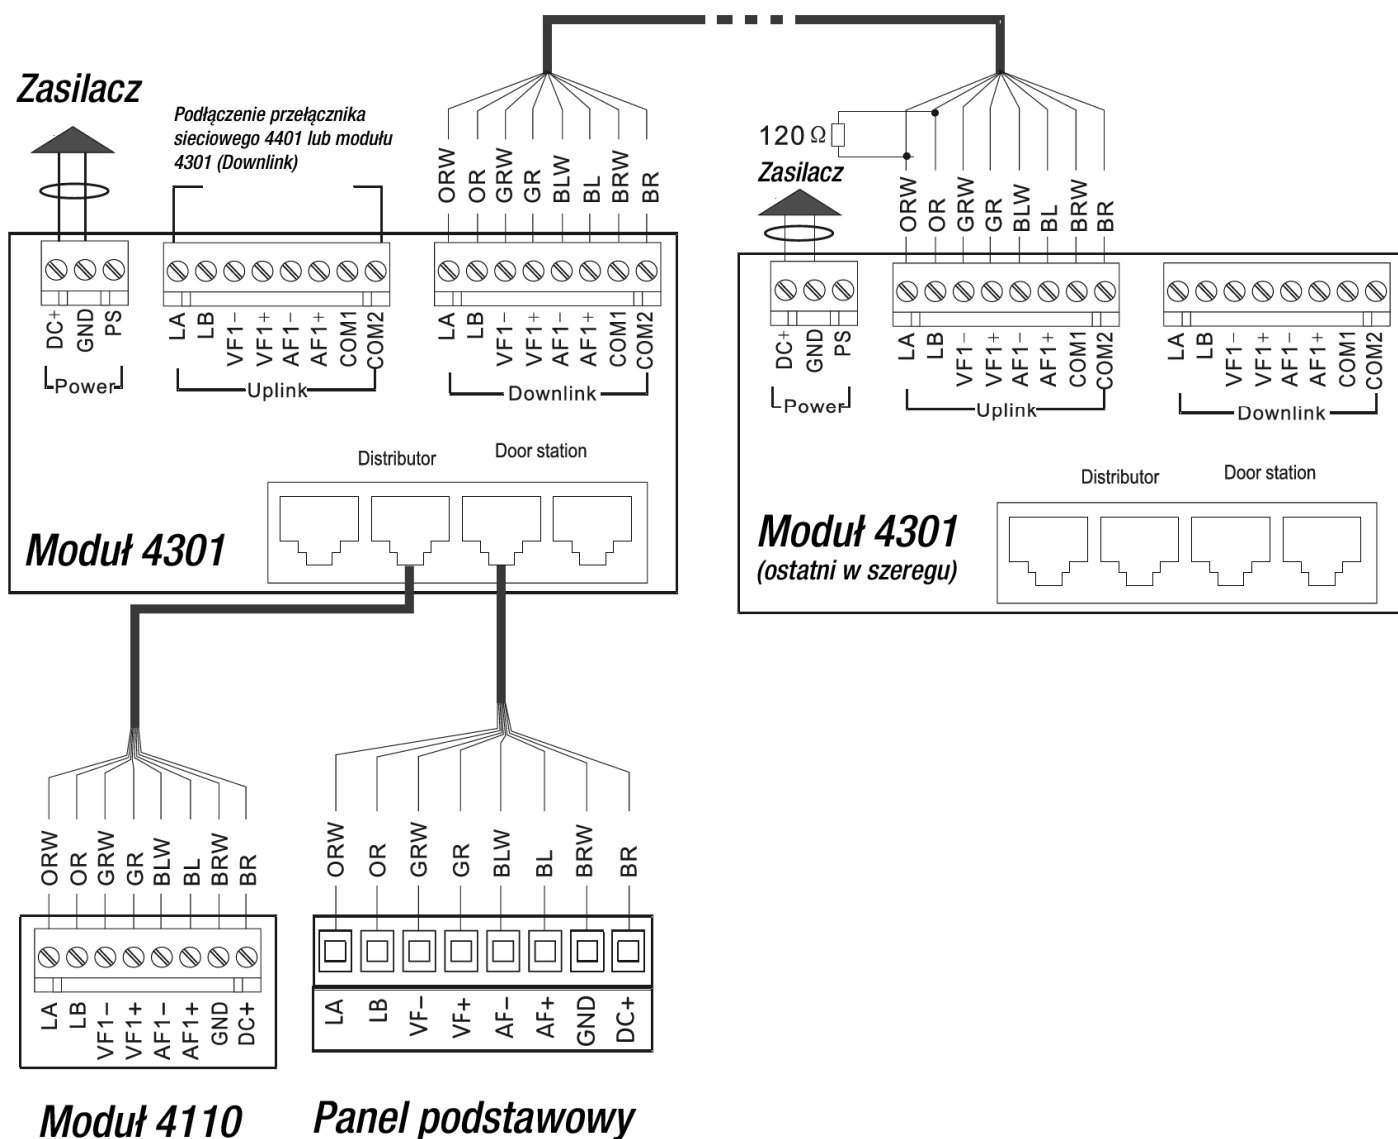 Zasilacz
Podłączenie przełącznika
sieciowego 4401 lub modułu
4301 (Downlink)
ORW OR GRW GR BLW BL BRW BR
DC+ GND PS
Power
LA LB VF1- VF1+ AF1- AF1+ COM1 COM2
Uplink
LA LB VF1- VF1+ AF1- AF1+ COM1 COM2
Downlink
Distributor
Door station
Moduł 4301
120 Ω
Zasilacz
ORW OR GRW GR BLW BL BRW BR
DC+ GND PS
Power
LA LB VF1- VF1+ AF1- AF1+ COM1 COM2
Uplink
LA LB VF1- VF1+ AF1- AF1+ COM1 COM2
Downlink
Distributor
Door station
Moduł 4301
(ostatni w szeregu)
ORW OR GRW GR BLW BL BRW BR
LA LB VF1- VF1+ AF1- AF1+ GND DC+
Moduł 4110
ORW OR GRW GR BLW BL BRW BR
LA LB VF- VF+ AF- AF+ GND DC+
Panel podstawowy